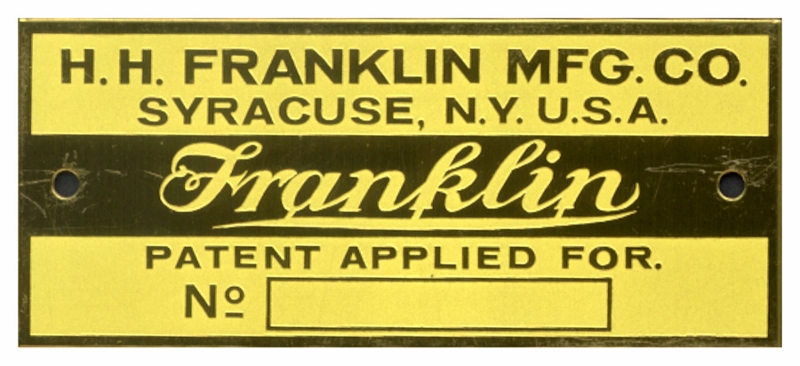 H. H. FRANKLIN MFG. CO.
SYRACUSE, N.Y. U.S.A.
Franklin
PATENT APPLIED FOR.
Nº